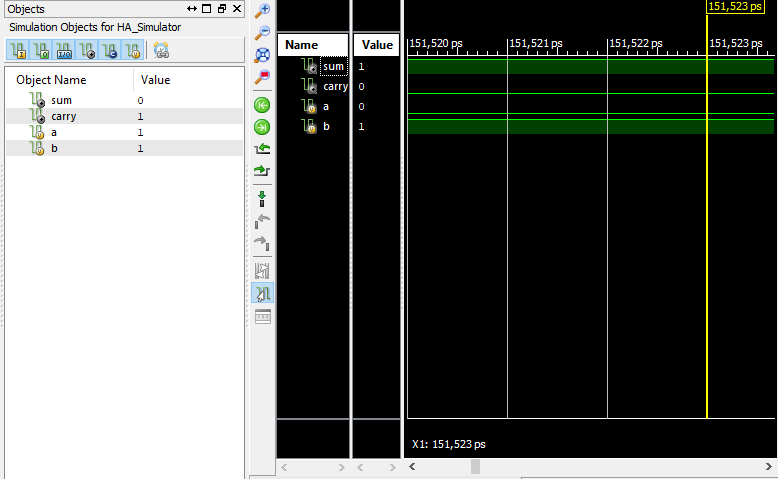 Objects
Simulation Objects for HA_Simulator
Object Name Value
sum 0
carry 1
a 1
b 1
Name Value
sum 1
carry 0
a 0
b 1
151,523 ps
151,520 ps 151,521 ps 151,522 ps 151,523 ps
X1: 151,523 ps